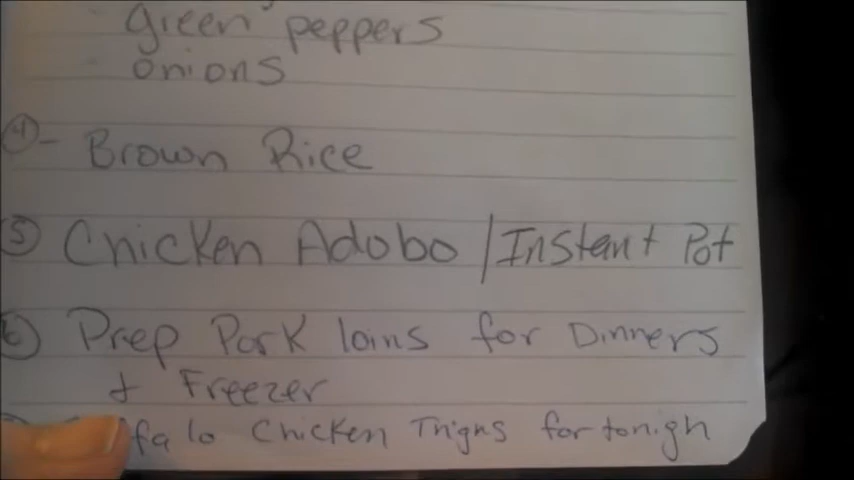 green peppers
onions
④- Brown Rice
⑤ Chicken Adobo / Instant Pot
⑥ Prep Pork loins for Dinners
+ Freezer
falo Chicken Thighs for tonigh